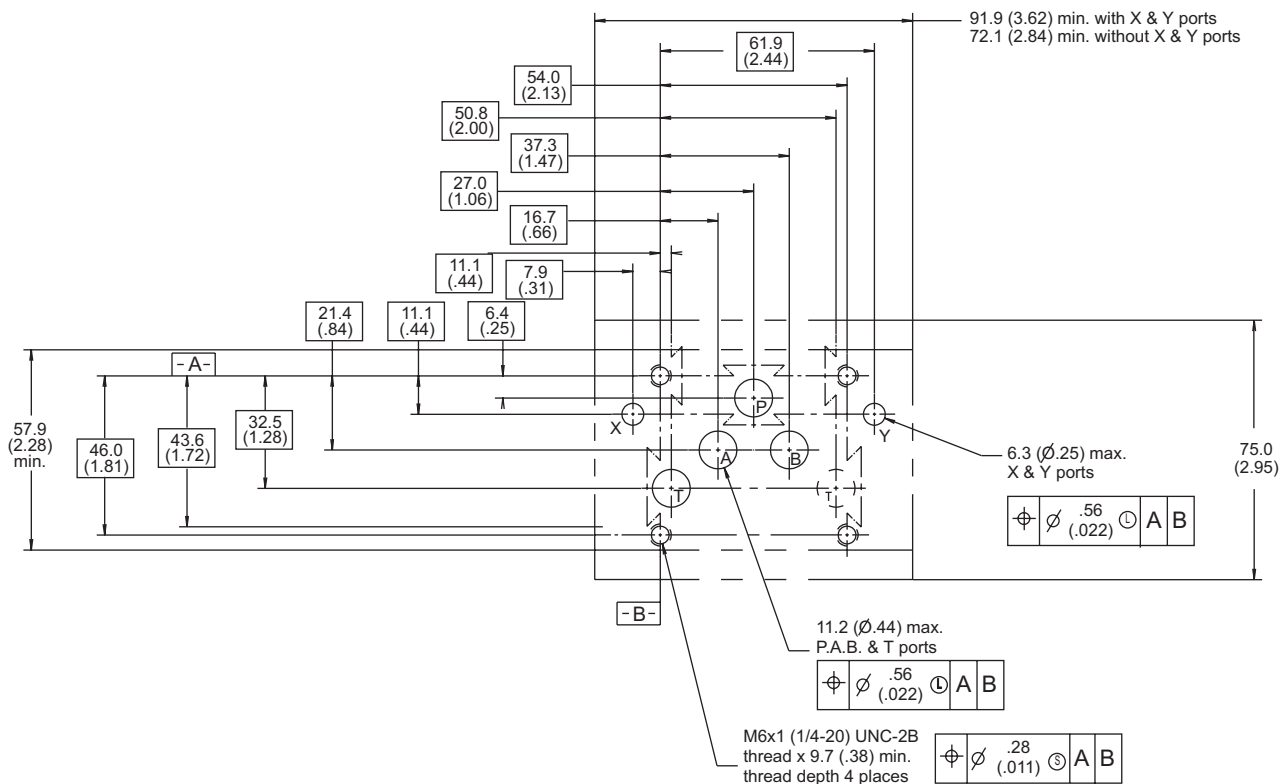 91.9 (3.62) min. with X & Y ports
72.1 (2.84) min. without X & Y ports
61.9
(2.44)
54.0
(2.13)
50.8
(2.00)
37.3
(1.47)
27.0
(1.06)
16.7
(.66)
11.1
(.44)
7.9
(.31)
21.4
(.84)
11.1
(.44)
6.4
(.25)
-A-
57.9
(2.28)
min.
46.0
(1.81)
43.6
(1.72)
32.5
(1.28)
X
P
Y
A
B
T
T
6.3 (Ø.25) max.
X & Y ports
⌖ Ø .56 (.022) Ⓛ A B
75.0
(2.95)
-B-
11.2 (Ø.44) max.
P.A.B. & T ports
⌖ Ø .56 (.022) Ⓛ A B
M6x1 (1/4-20) UNC-2B
thread x 9.7 (.38) min.
thread depth 4 places
⌖ Ø .28 (.011) Ⓢ A B